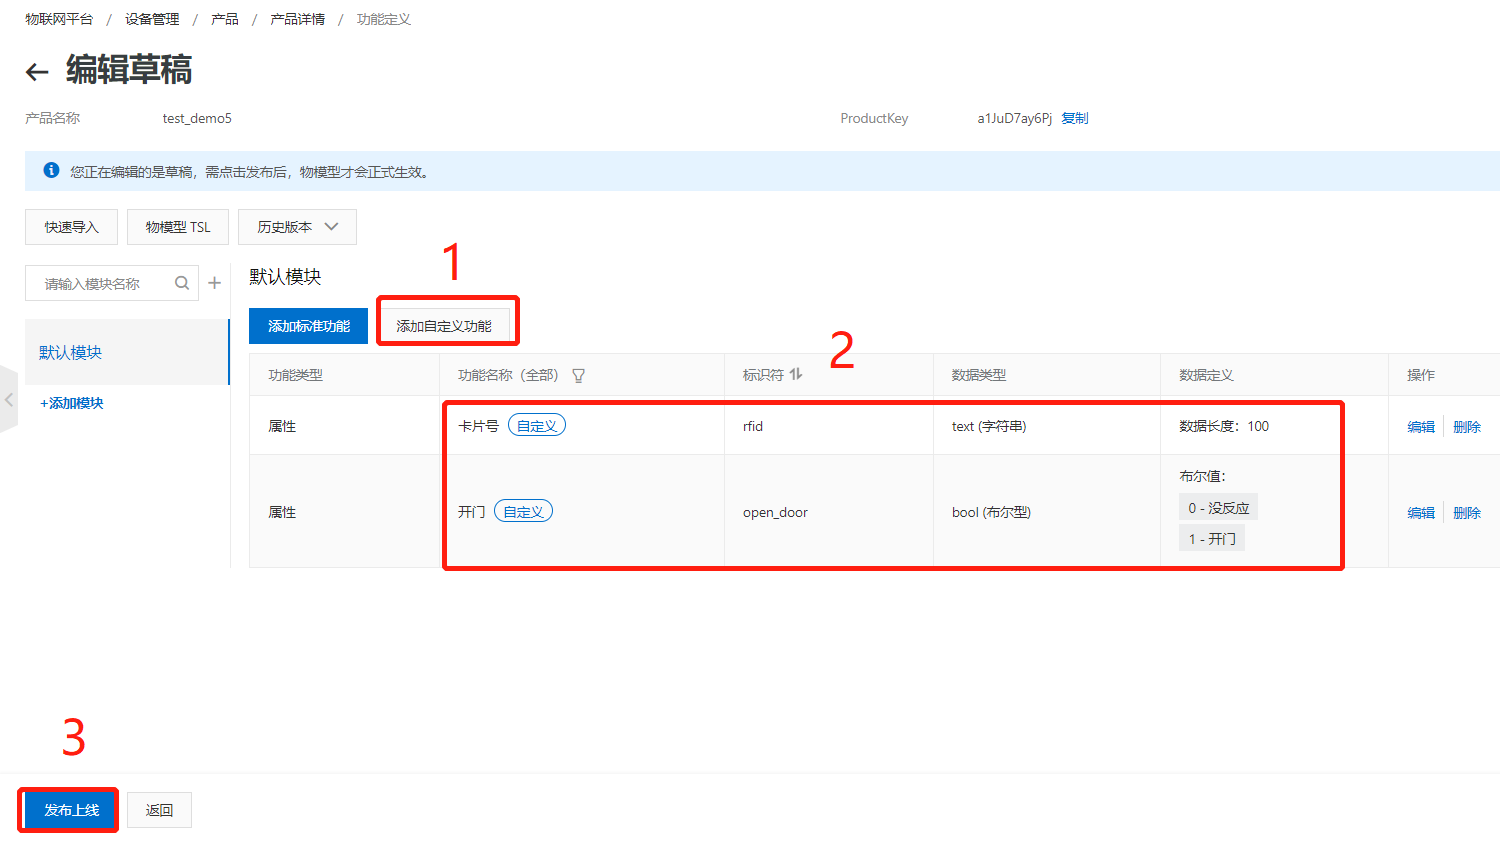 物联网平台 / 设备管理 / 产品 / 产品详情 / 功能定义
编辑草稿
产品名称 test_demo5 ProductKey a1JuD7ay6Pj 复制
您正在编辑的是草稿，需点击发布后，物模型才会正式生效。
快速导入 物模型 TSL 历史版本
1
请输入模块名称 + 默认模块
添加标准功能 添加自定义功能
2
默认模块
功能类型 功能名称（全部） 标识符 数据类型 数据定义 操作
+添加模块
属性 卡片号 自定义 rfid text (字符串) 数据长度：100 编辑 删除
属性 开门 自定义 open_door bool (布尔型) 布尔值： 编辑 删除
0 - 没反应
1 - 开门
3
发布上线 返回